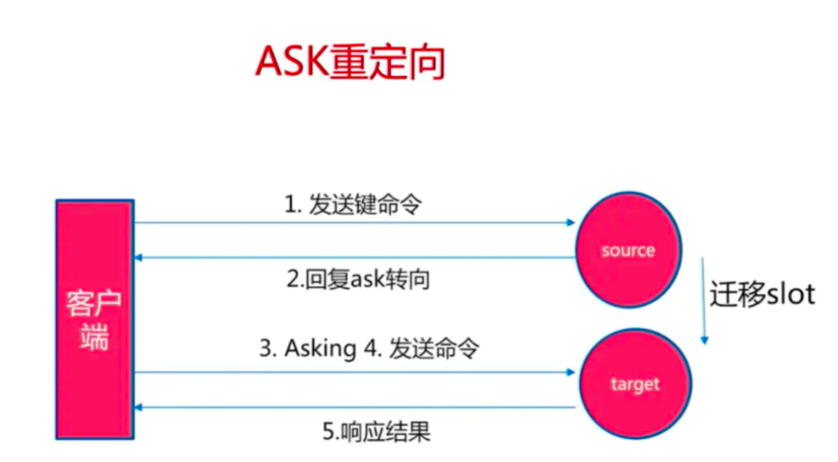 ASK重定向
1. 发送键命令
source
2.回复ask转向
客户
端
迁移slot
3. Asking 4. 发送命令
target
5.响应结果